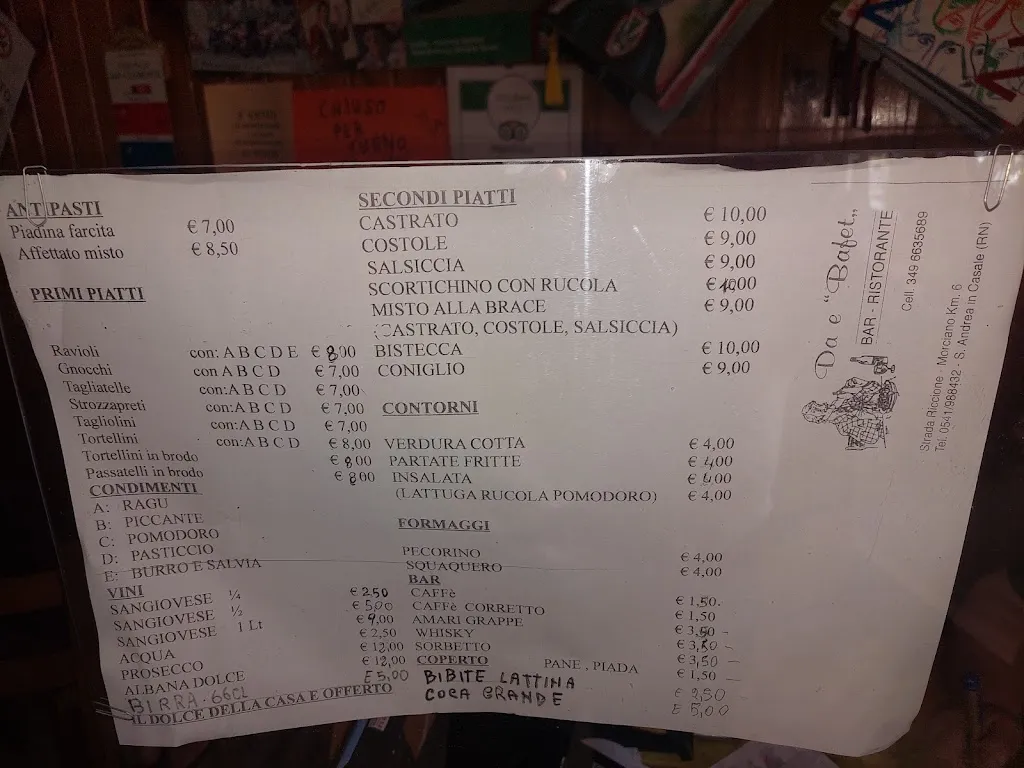 CHIUSO
PER
ANTIPASTI
Piadina farcita € 7,00
Affettato misto € 8,50
PRIMI PIATTI
Ravioli con: A B C D E € 8,00
Gnocchi con A B C D € 7,00
Tagliatelle con:A B C D € 7,00
Strozzapreti con:A B C D € 7,00
Tagliolini con:A B C D € 7,00
Tortellini con:A B C D € 8,00
Tortellini in brodo € 8,00
Passatelli in brodo € 8,00
CONDIMENTI
A: RAGU
B: PICCANTE
C: POMODORO
D: PASTICCIO
E: BURRO E SALVIA
VINI
SANGIOVESE ¼ € 2,50
SANGIOVESE ½ € 5,00
SANGIOVESE 1 Lt € 9,00
ACQUA € 2,50
PROSECCO € 12,00
ALBANA DOLCE € 12,00
BIRRA - 66CL E 5,00
IL DOLCE DELLA CASA E OFFERTO
SECONDI PIATTI
CASTRATO € 10,00
COSTOLE € 9,00
SALSICCIA € 9,00
SCORTICHINO CON RUCOLA
MISTO ALLA BRACE € 9,00
(CASTRATO, COSTOLE, SALSICCIA)
BISTECCA € 10,00
CONIGLIO € 9,00
CONTORNI
VERDURA COTTA € 4,00
PARTATE FRITTE € 4,00
INSALATA € 4,00
(LATTUGA RUCOLA POMODORO) € 4,00
FORMAGGI
PECORINO € 4,00
SQUAQUERO € 4,00
BAR
CAFFè € 1,50
CAFFè CORRETTO € 1,50
AMARI GRAPPE
WHISKY
SORBETTO € 3,50
COPERTO PANE , PIADA € 1,50
BIBITE LATTINA
COCA GRANDE E 5,00
Da e "Bafet„
BAR - RISTORANTE
Cell. 349 6635689
Strada Riccione - Morciano Km. 6
Tel. 0541/988432 - S. Andrea in Casale (RN)